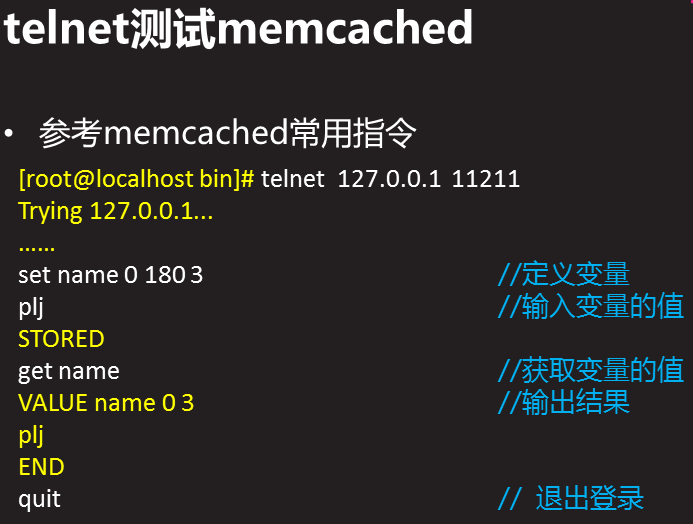 telnet测试memcached
• 参考memcached常用指令
[root@localhost bin]# telnet 127.0.0.1 11211
Trying 127.0.0.1...
……
set name 0 180 3 //定义变量
plj //输入变量的值
STORED
get name //获取变量的值
VALUE name 0 3 //输出结果
plj
END
quit // 退出登录